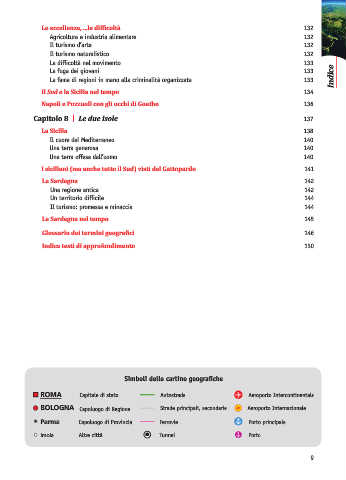 Le eccellenze, ...le difficoltà 132
Agricoltura e industria alimentare 132
Il turismo d'arte 132
Il turismo naturalistico 132
Le difficoltà nel movimento 133
La fuga dei giovani 133
La fame di regioni in mano alla criminalità organizzata 133
Il Sud e la Sicilia nel tempo 134
Napoli e Pozzuoli con gli occhi di Goethe 136
Capitolo 8 | Le due isole 137
La Sicilia 138
Il cuore del Mediterraneo 140
Una terra generosa 140
Una terra offesa dall'uomo 140
I siciliani (ma anche tutto il Sud) visti dal Gattopardo 141
La Sardegna 142
Una regione antica 142
Un territorio difficile 144
Il turismo: promessa e minaccia 144
La Sardegna nel tempo 145
Glossario dei termini geografici 146
Indice testi di approfondimento 150
Indice
Simboli delle cartine geografiche
ROMA Capitale di stato Autostrade Aeroporto Intercontinentale
BOLOGNA Capoluogo di Regione Strade principali, secondarie Aeroporto Internazionale
Parma Capoluogo di Provincia Ferrovie Porto principale
Imola Altre città Tunnel Porto
9